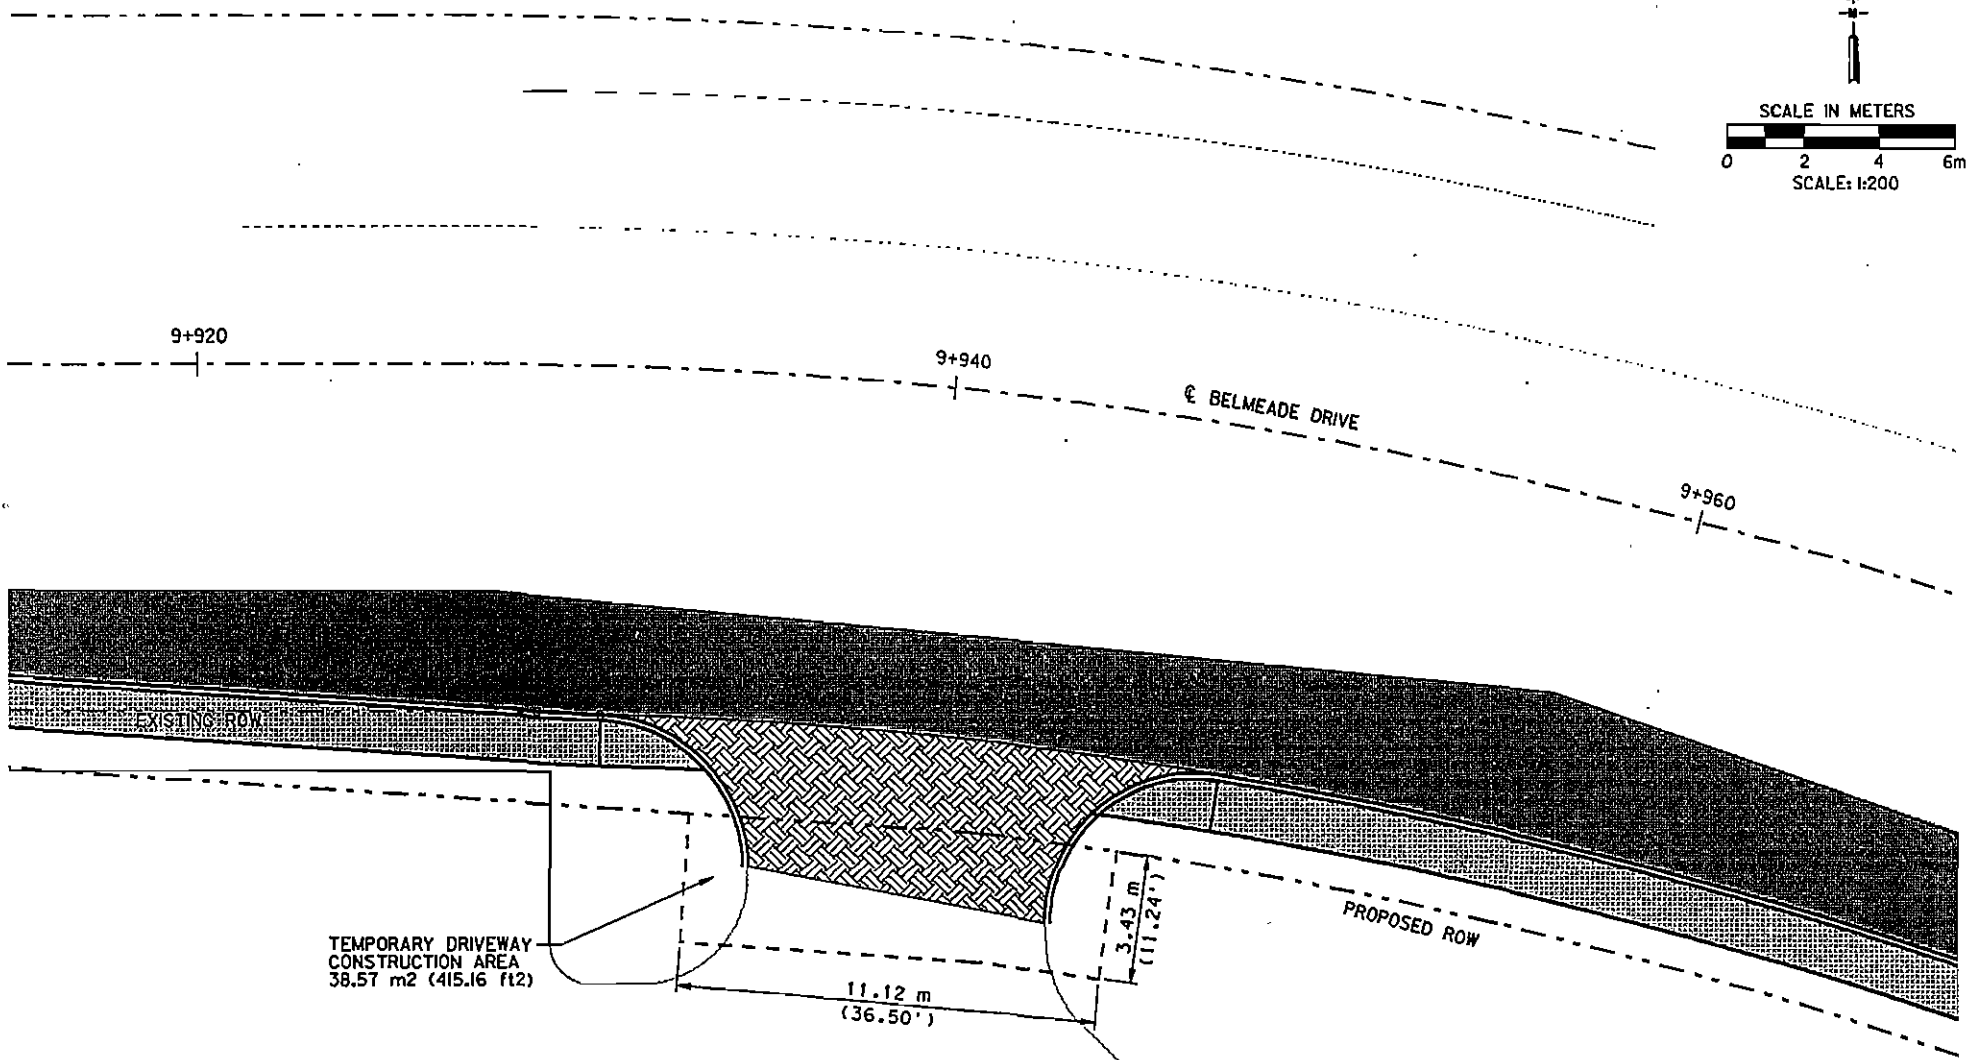 N
SCALE IN METERS
0 2 4 6m
SCALE: 1:200
9+920
9+940
℄ BELMEADE DRIVE
9+960
EXISTING ROW
PROPOSED ROW
3.43 m
(11.24')
TEMPORARY DRIVEWAY
CONSTRUCTION AREA
38.57 m2 (415.16 ft2)
11.12 m
(36.50')